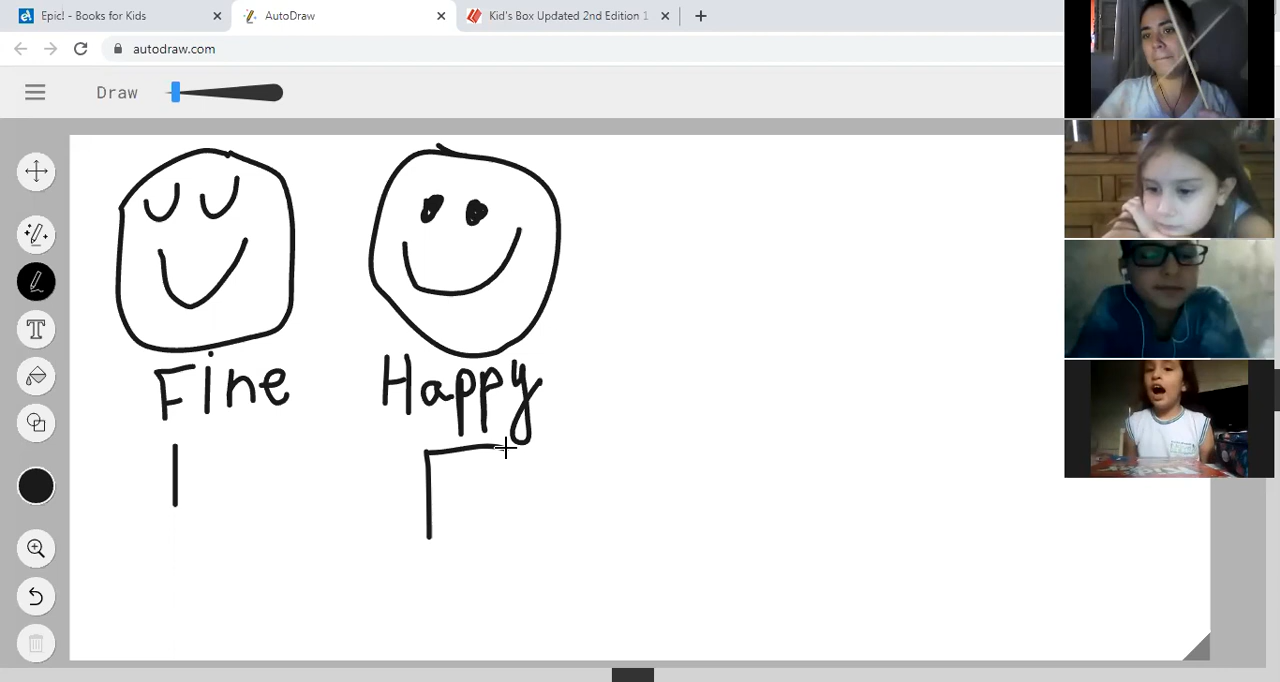 Epic! - Books for Kids
AutoDraw
Kid's Box Updated 2nd Edition 1
autodraw.com
Draw
T
Fine
Happy